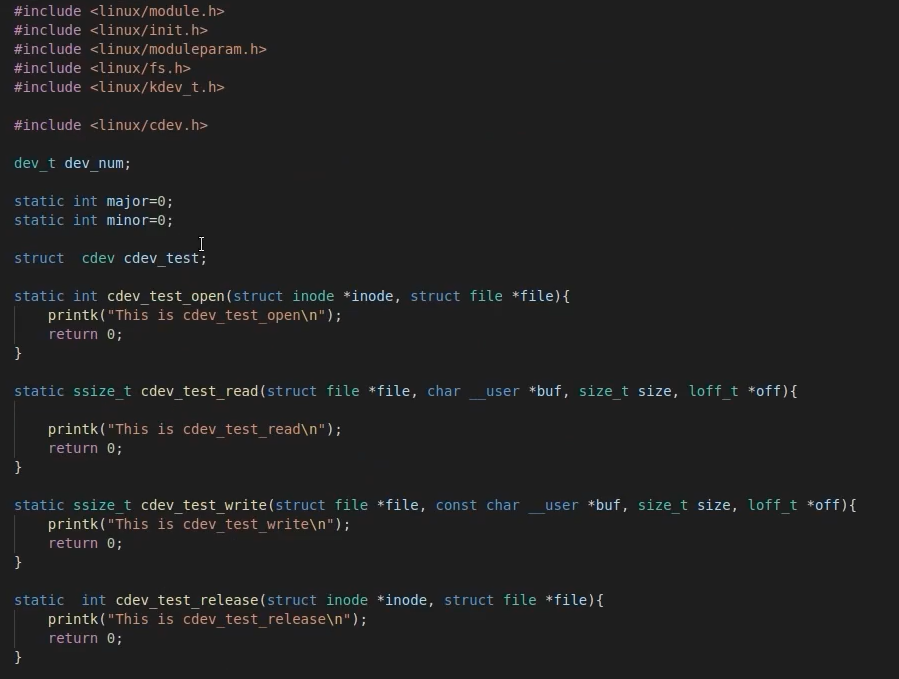 #include <linux/module.h>
#include <linux/init.h>
#include <linux/moduleparam.h>
#include <linux/fs.h>
#include <linux/kdev_t.h>
#include <linux/cdev.h>
dev_t dev_num;
static int major=0;
static int minor=0;
struct  cdev cdev_test;
static int cdev_test_open(struct inode *inode, struct file *file){
    printk("This is cdev_test_open\n");
    return 0;
}
static ssize_t cdev_test_read(struct file *file, char __user *buf, size_t size, loff_t *off){
    printk("This is cdev_test_read\n");
    return 0;
}
static ssize_t cdev_test_write(struct file *file, const char __user *buf, size_t size, loff_t *off){
    printk("This is cdev_test_write\n");
    return 0;
}
static  int cdev_test_release(struct inode *inode, struct file *file){
    printk("This is cdev_test_release\n");
    return 0;
}